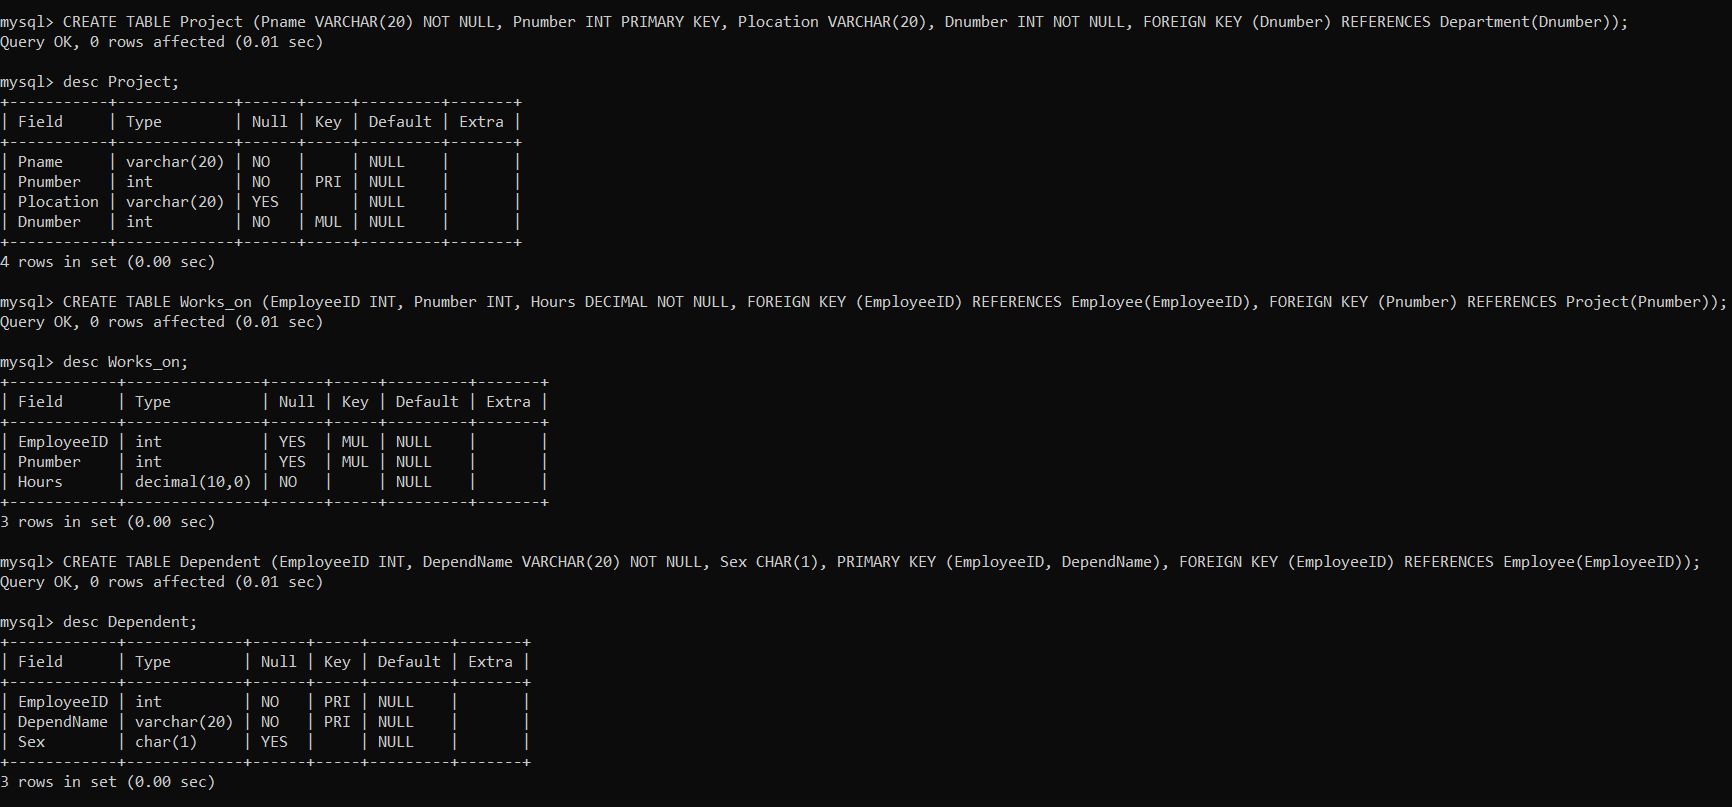 mysql> CREATE TABLE Project (Pname VARCHAR(20) NOT NULL, Pnumber INT PRIMARY KEY, Plocation VARCHAR(20), Dnumber INT NOT NULL, FOREIGN KEY (Dnumber) REFERENCES Department(Dnumber));
Query OK, 0 rows affected (0.01 sec)

mysql> desc Project;
+-----------+-------------+------+-----+---------+-------+
| Field     | Type        | Null | Key | Default | Extra |
+-----------+-------------+------+-----+---------+-------+
| Pname     | varchar(20) | NO   |     | NULL    |       |
| Pnumber   | int         | NO   | PRI | NULL    |       |
| Plocation | varchar(20) | YES  |     | NULL    |       |
| Dnumber   | int         | NO   | MUL | NULL    |       |
+-----------+-------------+------+-----+---------+-------+
4 rows in set (0.00 sec)

mysql> CREATE TABLE Works_on (EmployeeID INT, Pnumber INT, Hours DECIMAL NOT NULL, FOREIGN KEY (EmployeeID) REFERENCES Employee(EmployeeID), FOREIGN KEY (Pnumber) REFERENCES Project(Pnumber));
Query OK, 0 rows affected (0.01 sec)

mysql> desc Works_on;
+------------+---------------+------+-----+---------+-------+
| Field      | Type          | Null | Key | Default | Extra |
+------------+---------------+------+-----+---------+-------+
| EmployeeID | int           | YES  | MUL | NULL    |       |
| Pnumber    | int           | YES  | MUL | NULL    |       |
| Hours      | decimal(10,0) | NO   |     | NULL    |       |
+------------+---------------+------+-----+---------+-------+
3 rows in set (0.00 sec)

mysql> CREATE TABLE Dependent (EmployeeID INT, DependName VARCHAR(20) NOT NULL, Sex CHAR(1), PRIMARY KEY (EmployeeID, DependName), FOREIGN KEY (EmployeeID) REFERENCES Employee(EmployeeID));
Query OK, 0 rows affected (0.01 sec)

mysql> desc Dependent;
+------------+-------------+------+-----+---------+-------+
| Field      | Type        | Null | Key | Default | Extra |
+------------+-------------+------+-----+---------+-------+
| EmployeeID | int         | NO   | PRI | NULL    |       |
| DependName | varchar(20) | NO   | PRI | NULL    |       |
| Sex        | char(1)     | YES  |     | NULL    |       |
+------------+-------------+------+-----+---------+-------+
3 rows in set (0.00 sec)